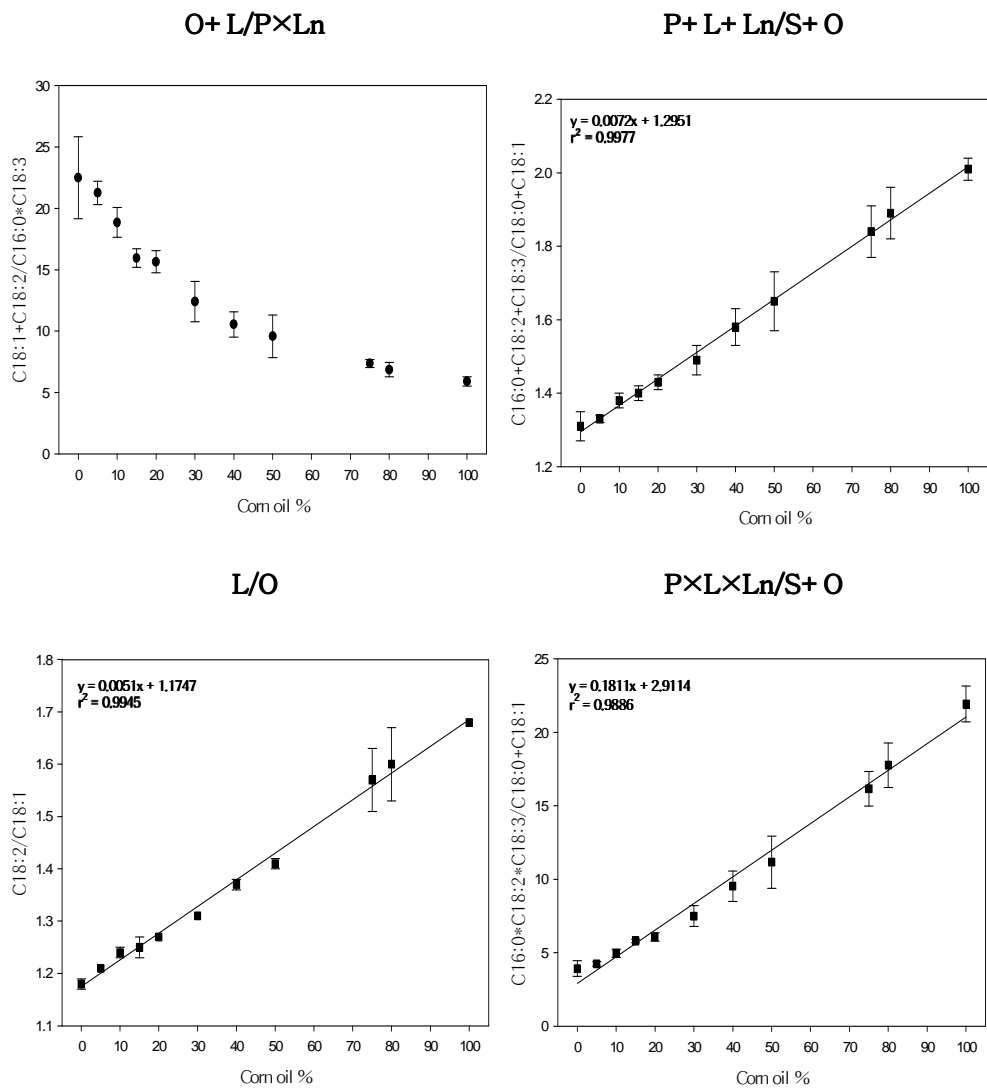 O+ L/P×Ln
30
25
20
15
10
5
0
C18:1+C18:2/C16:0*C18:3
0 10 20 30 40 50 60 70 80 90 100
Corn oil %
P+ L+ Ln/S+ O
y = 0.0072x + 1.2951
r² = 0.9977
2.2
2.0
1.8
1.6
1.4
1.2
C16:0+C18:2+C18:3/C18:0+C18:1
0 10 20 30 40 50 60 70 80 90 100
Corn oil %
L/O
y = 0.0051x + 1.1747
r² = 0.9945
1.8
1.7
1.6
1.5
1.4
1.3
1.2
1.1
C18:2/C18:1
0 10 20 30 40 50 60 70 80 90 100
Corn oil %
P×L×Ln/S+ O
y = 0.1811x + 2.9114
r² = 0.9886
25
20
15
10
5
0
C16:0*C18:2*C18:3/C18:0+C18:1
0 10 20 30 40 50 60 70 80 90 100
Corn oil %